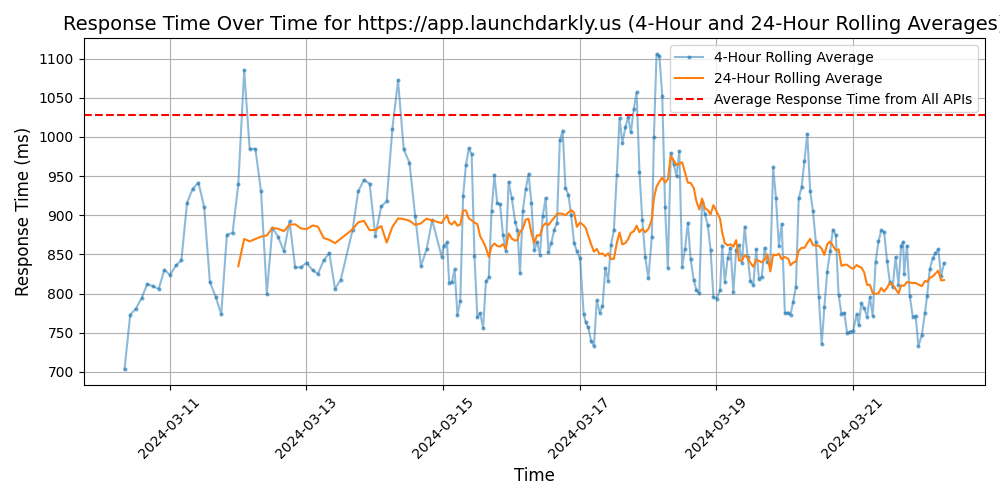 Response Time Over Time for https://app.launchdarkly.us (4-Hour and 24-Hour Rolling Averages)
4-Hour Rolling Average
24-Hour Rolling Average
Average Response Time from All APIs
Response Time (ms)
1100
1050
1000
950
900
850
800
750
700
2024-03-11
2024-03-13
2024-03-15
2024-03-17
2024-03-19
2024-03-21
Time